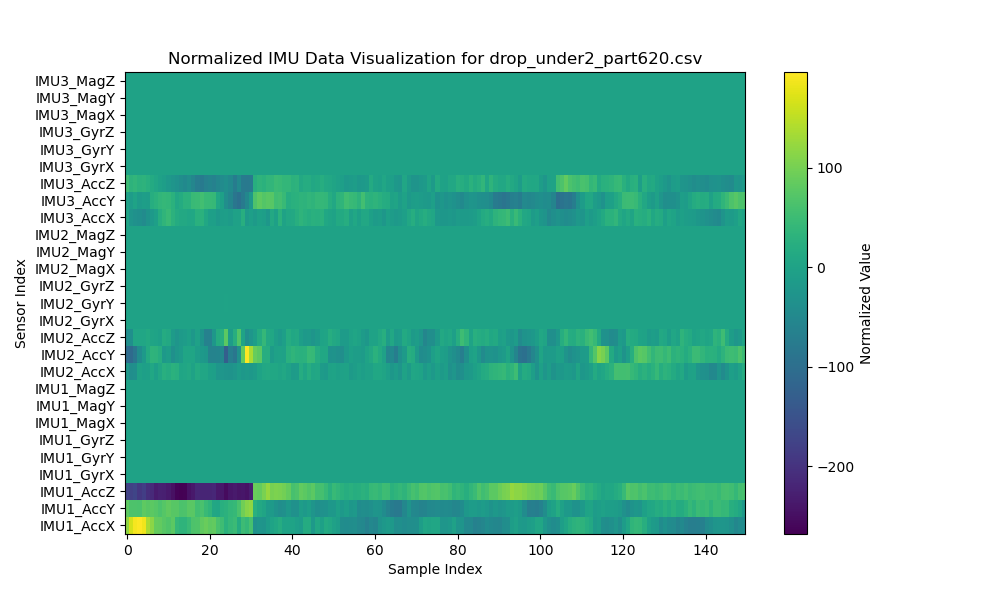 Normalized IMU Data Visualization for drop_under2_part620.csv
Sensor Index
IMU3_MagZ
IMU3_MagY
IMU3_MagX
IMU3_GyrZ
IMU3_GyrY
IMU3_GyrX
IMU3_AccZ
IMU3_AccY
IMU3_AccX
IMU2_MagZ
IMU2_MagY
IMU2_MagX
IMU2_GyrZ
IMU2_GyrY
IMU2_GyrX
IMU2_AccZ
IMU2_AccY
IMU2_AccX
IMU1_MagZ
IMU1_MagY
IMU1_MagX
IMU1_GyrZ
IMU1_GyrY
IMU1_GyrX
IMU1_AccZ
IMU1_AccY
IMU1_AccX
0 20 40 60 80 100 120 140
Sample Index
100
0
−100
−200
Normalized Value